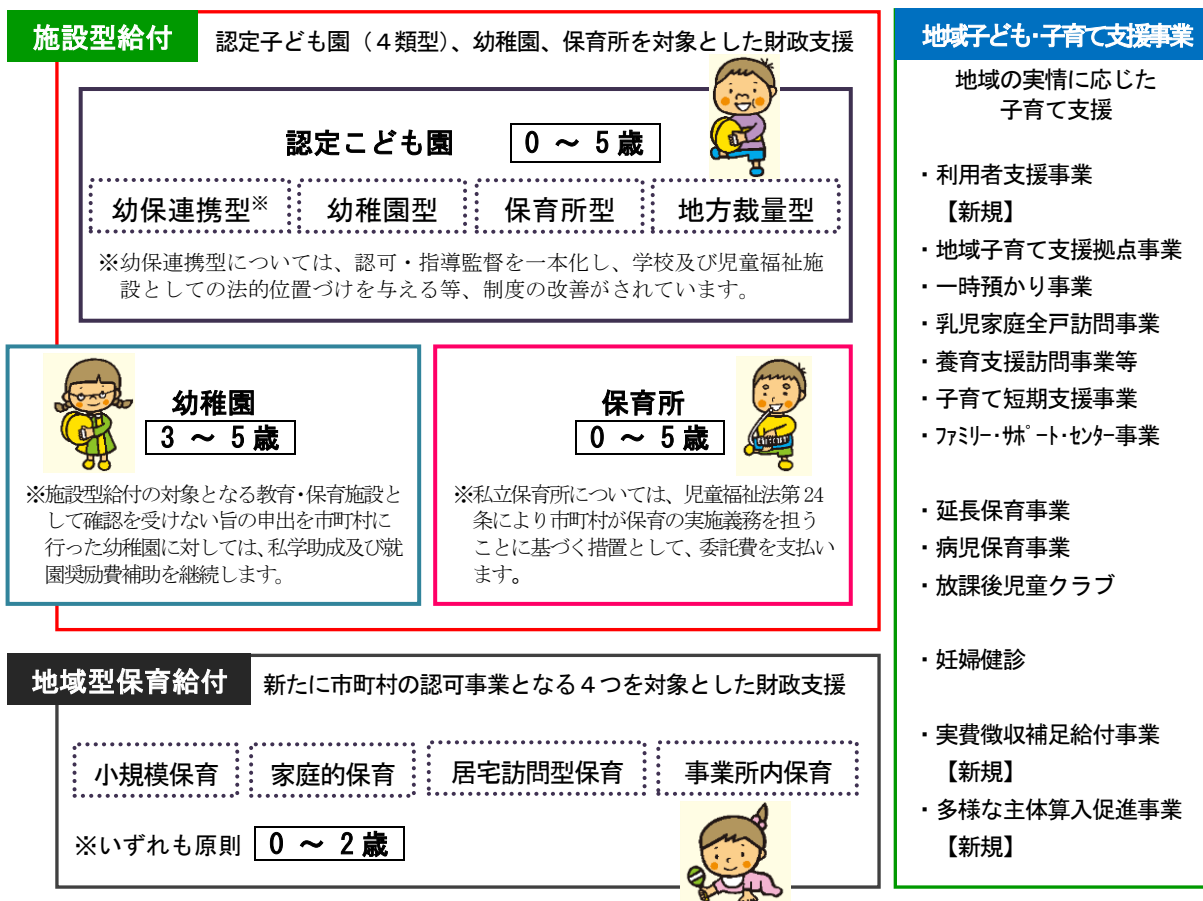 施設型給付
認定子ども園（４類型）、幼稚園、保育所を対象とした財政支援
認定こども園
０ ～ ５歳
幼保連携型※
幼稚園型
保育所型
地方裁量型
※幼保連携型については、認可・指導監督を一本化し、学校及び児童福祉施
設としての法的位置づけを与える等、制度の改善がされています。
幼稚園
３ ～ ５歳
※施設型給付の対象となる教育・保育施設と
して確認を受けない旨の申出を市町村に
行った幼稚園に対しては、私学助成及び就
園奨励費補助を継続します。
保育所
０ ～ ５歳
※私立保育所については、児童福祉法第24
条により市町村が保育の実施義務を担う
ことに基づく措置として、委託費を支払い
ます。
地域型保育給付
新たに市町村の認可事業となる４つを対象とした財政支援
小規模保育
家庭的保育
居宅訪問型保育
事業所内保育
※いずれも原則 ０ ～ ２歳
地域子ども・子育て支援事業
地域の実情に応じた
子育て支援
・利用者支援事業
【新規】
・地域子育て支援拠点事業
・一時預かり事業
・乳児家庭全戸訪問事業
・養育支援訪問事業等
・子育て短期支援事業
・ﾌｧﾐﾘｰ・ｻﾎﾟｰﾄ・ｾﾝﾀｰ事業
・延長保育事業
・病児保育事業
・放課後児童クラブ
・妊婦健診
・実費徴収補足給付事業
【新規】
・多様な主体算入促進事業
【新規】